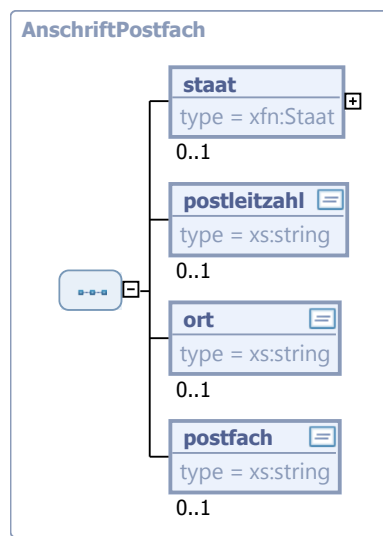 AnschriftPostfach
staat
type = xfn:Staat
0..1
postleitzahl
type = xs:string
0..1
ort
type = xs:string
0..1
postfach
type = xs:string
0..1